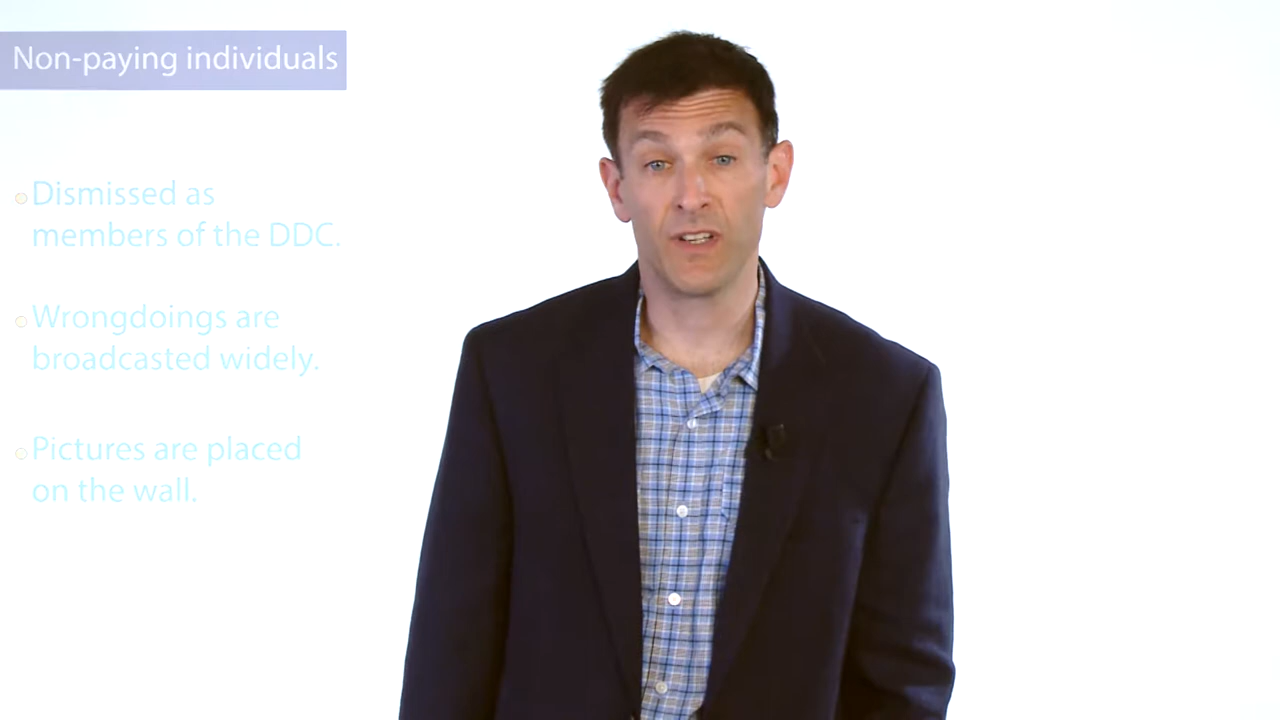 Non-paying individuals
Dismissed as
members of the DDC.
Wrongdoings are
broadcasted widely.
Pictures are placed
on the wall.